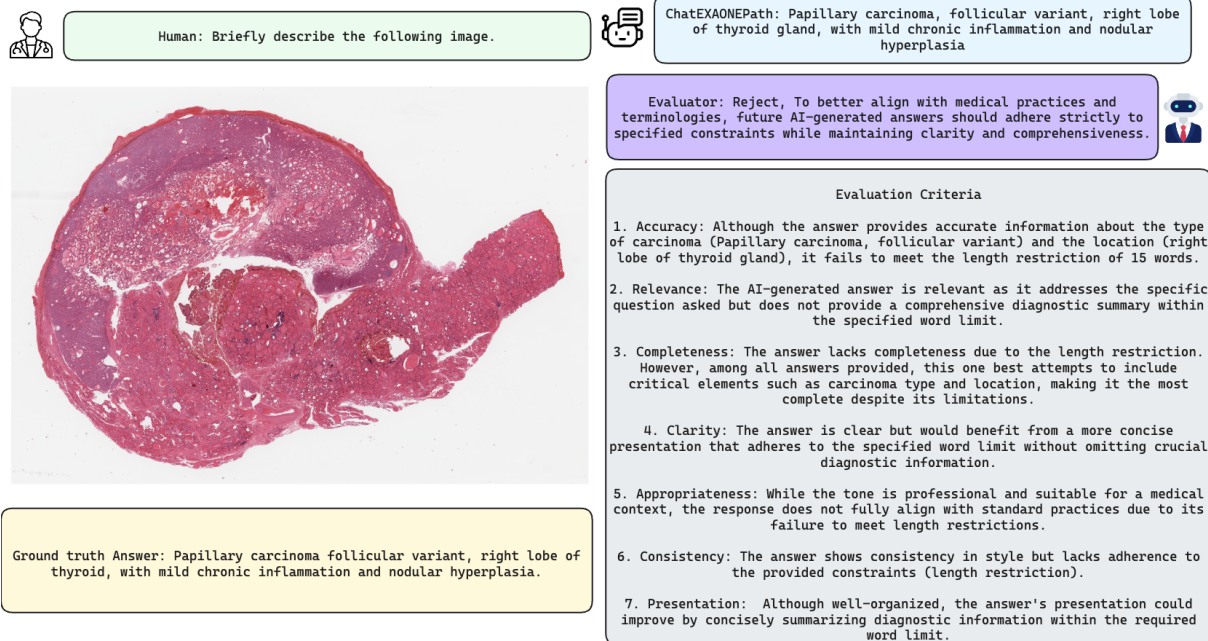 Human: Briefly describe the following image.
Ground truth Answer: Papillary carcinoma follicular variant, right lobe of
thyroid, with mild chronic inflammation and nodular hyperplasia.
ChatEXAONEPath: Papillary carcinoma, follicular variant, right lobe
of thyroid gland, with mild chronic inflammation and nodular
hyperplasia
Evaluator: Reject, To better align with medical practices and
terminologies, future AI-generated answers should adhere strictly to
specified constraints while maintaining clarity and comprehensiveness.
Evaluation Criteria
1. Accuracy: Although the answer provides accurate information about the type
of carcinoma (Papillary carcinoma, follicular variant) and the location (right
lobe of thyroid gland), it fails to meet the length restriction of 15 words.
2. Relevance: The AI-generated answer is relevant as it addresses the specific
question asked but does not provide a comprehensive diagnostic summary within
the specified word limit.
3. Completeness: The answer lacks completeness due to the length restriction.
However, among all answers provided, this one best attempts to include
critical elements such as carcinoma type and location, making it the most
complete despite its limitations.
4. Clarity: The answer is clear but would benefit from a more concise
presentation that adheres to the specified word limit without omitting crucial
diagnostic information.
5. Appropriateness: While the tone is professional and suitable for a medical
context, the response does not fully align with standard practices due to its
failure to meet length restrictions.
6. Consistency: The answer shows consistency in style but lacks adherence to
the provided constraints (length restriction).
7. Presentation: Although well-organized, the answer's presentation could
improve by concisely summarizing diagnostic information within the required
word limit.